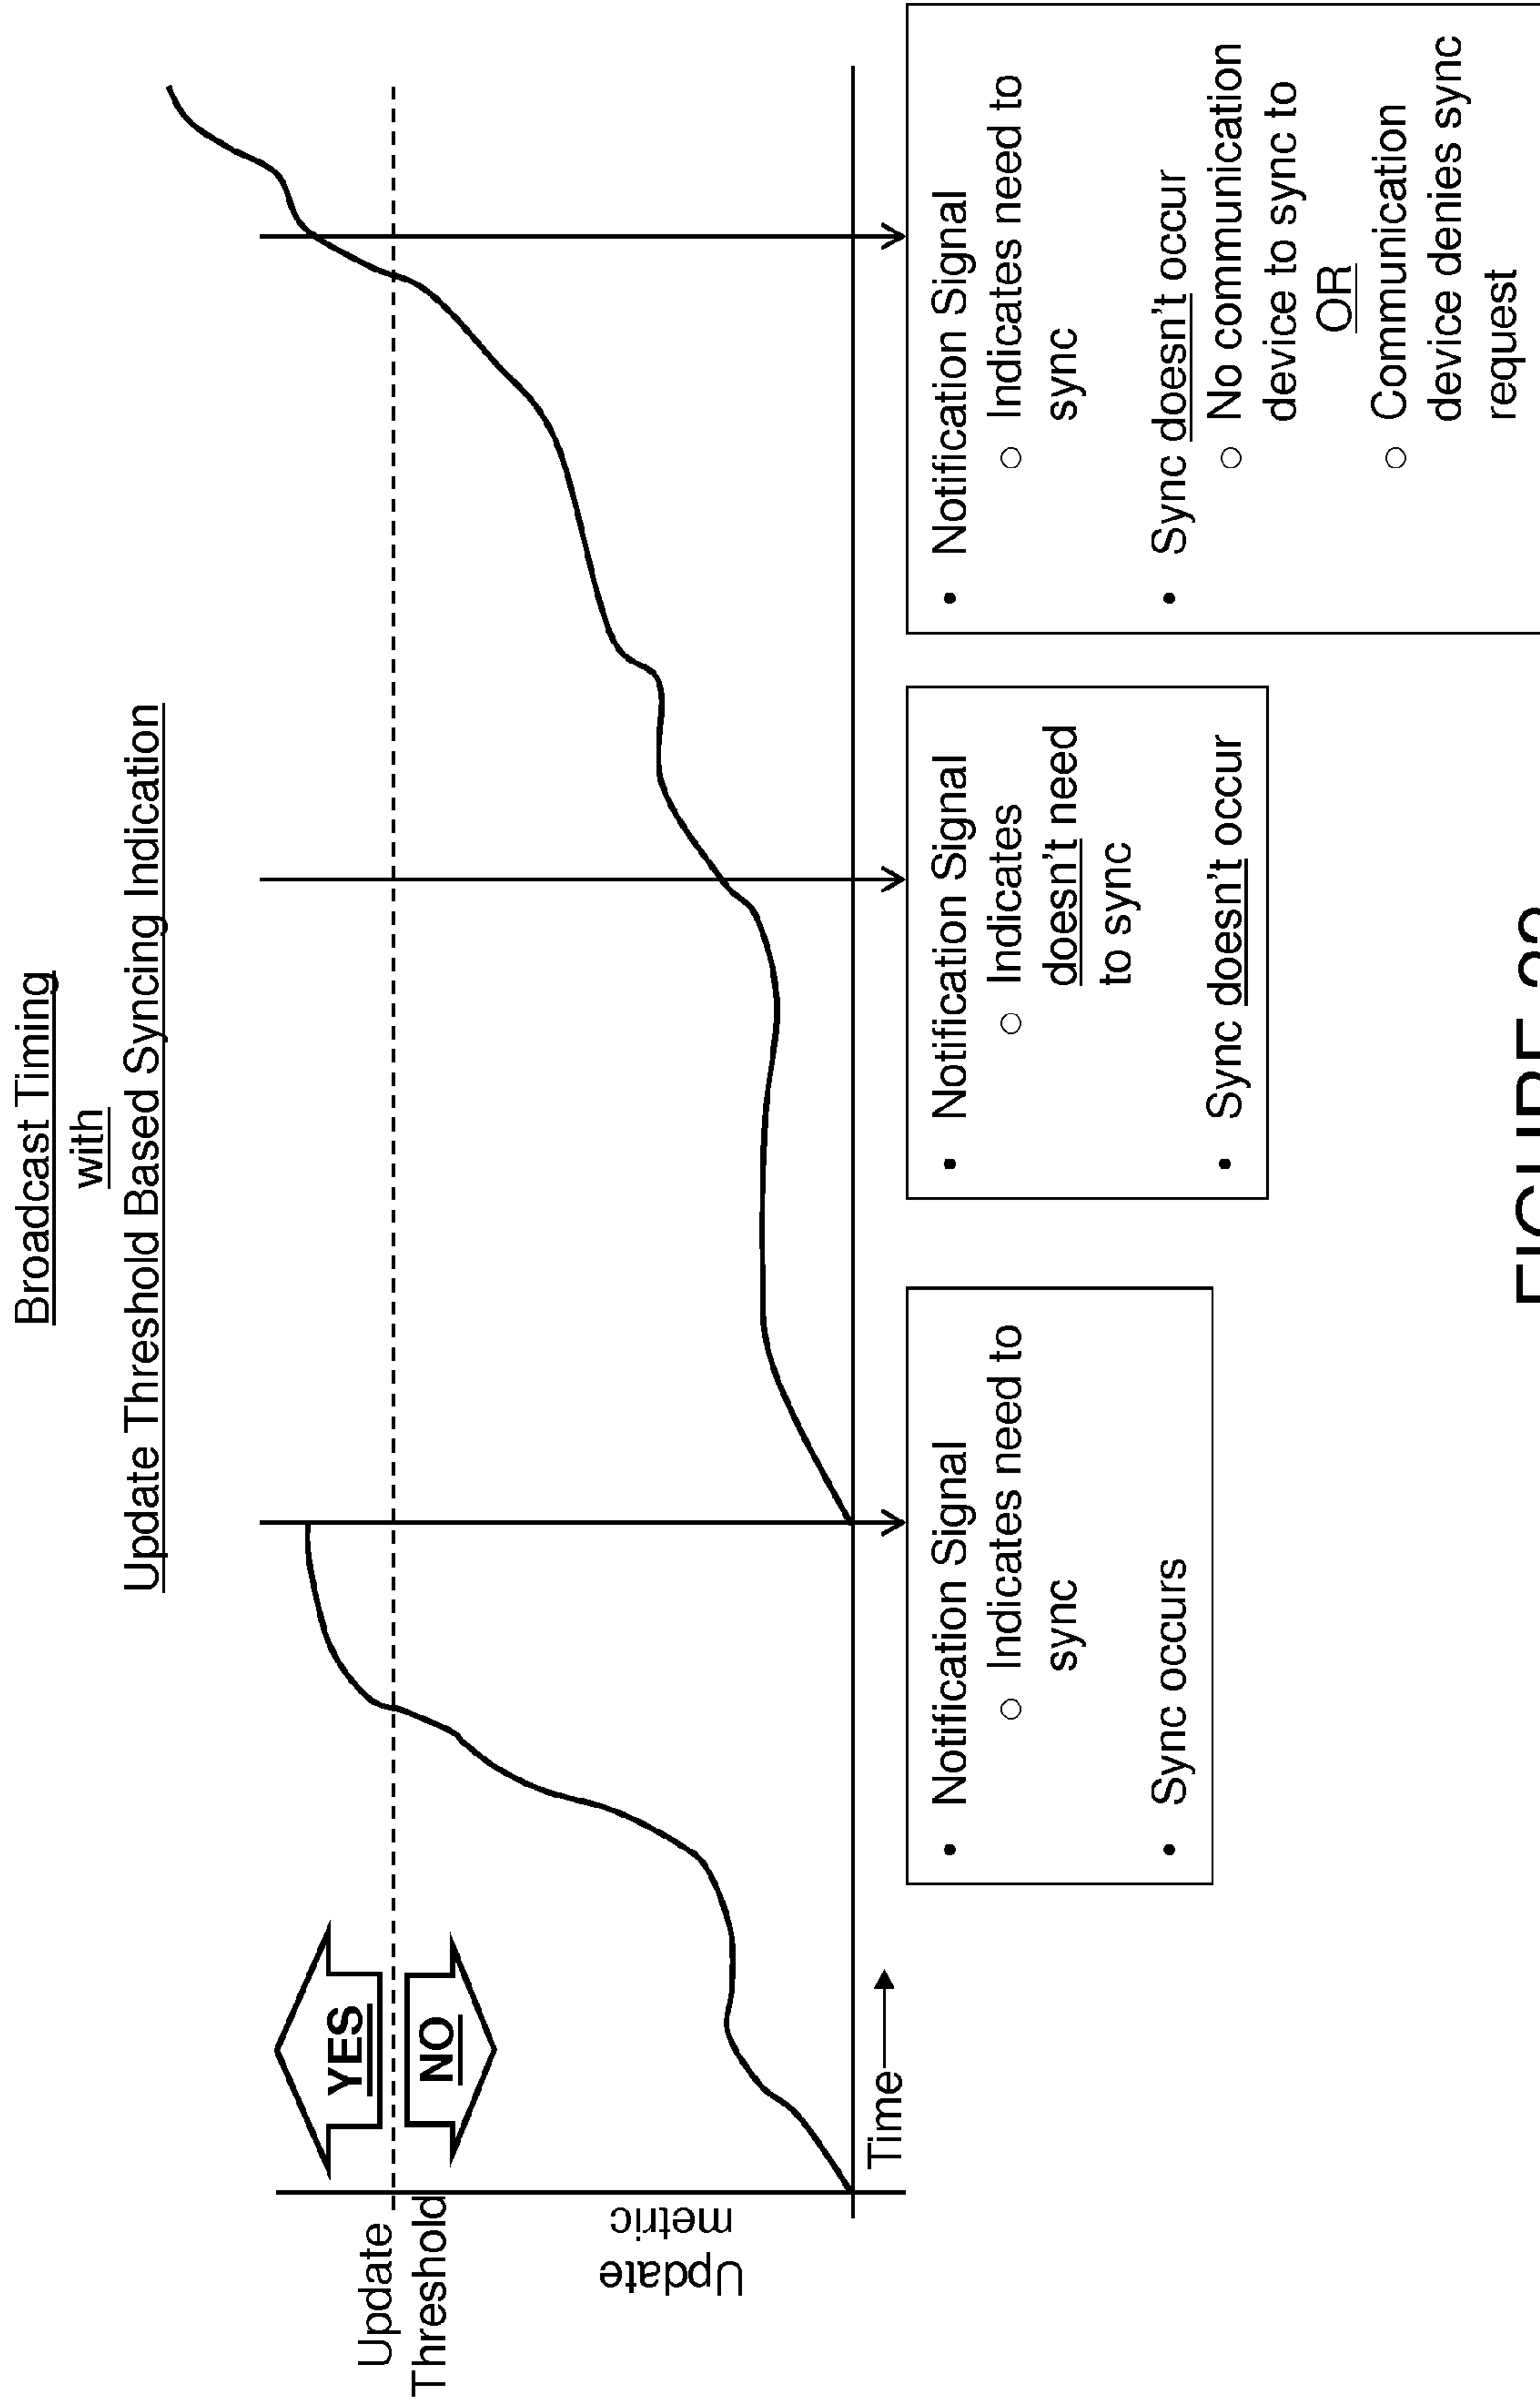 Broadcast Timing
with
Update Threshold Based Syncing Indication
YES
NO
Update
Threshold
Update
metric
Time
• Notification Signal
○ Indicates need to
sync
• Sync occurs
• Notification Signal
○ Indicates
doesn't need
to sync
• Sync doesn't occur
• Notification Signal
○ Indicates need to
sync
• Sync doesn't occur
○ No communication
device to sync to
OR
○ Communication
device denies sync
request
FIGURE